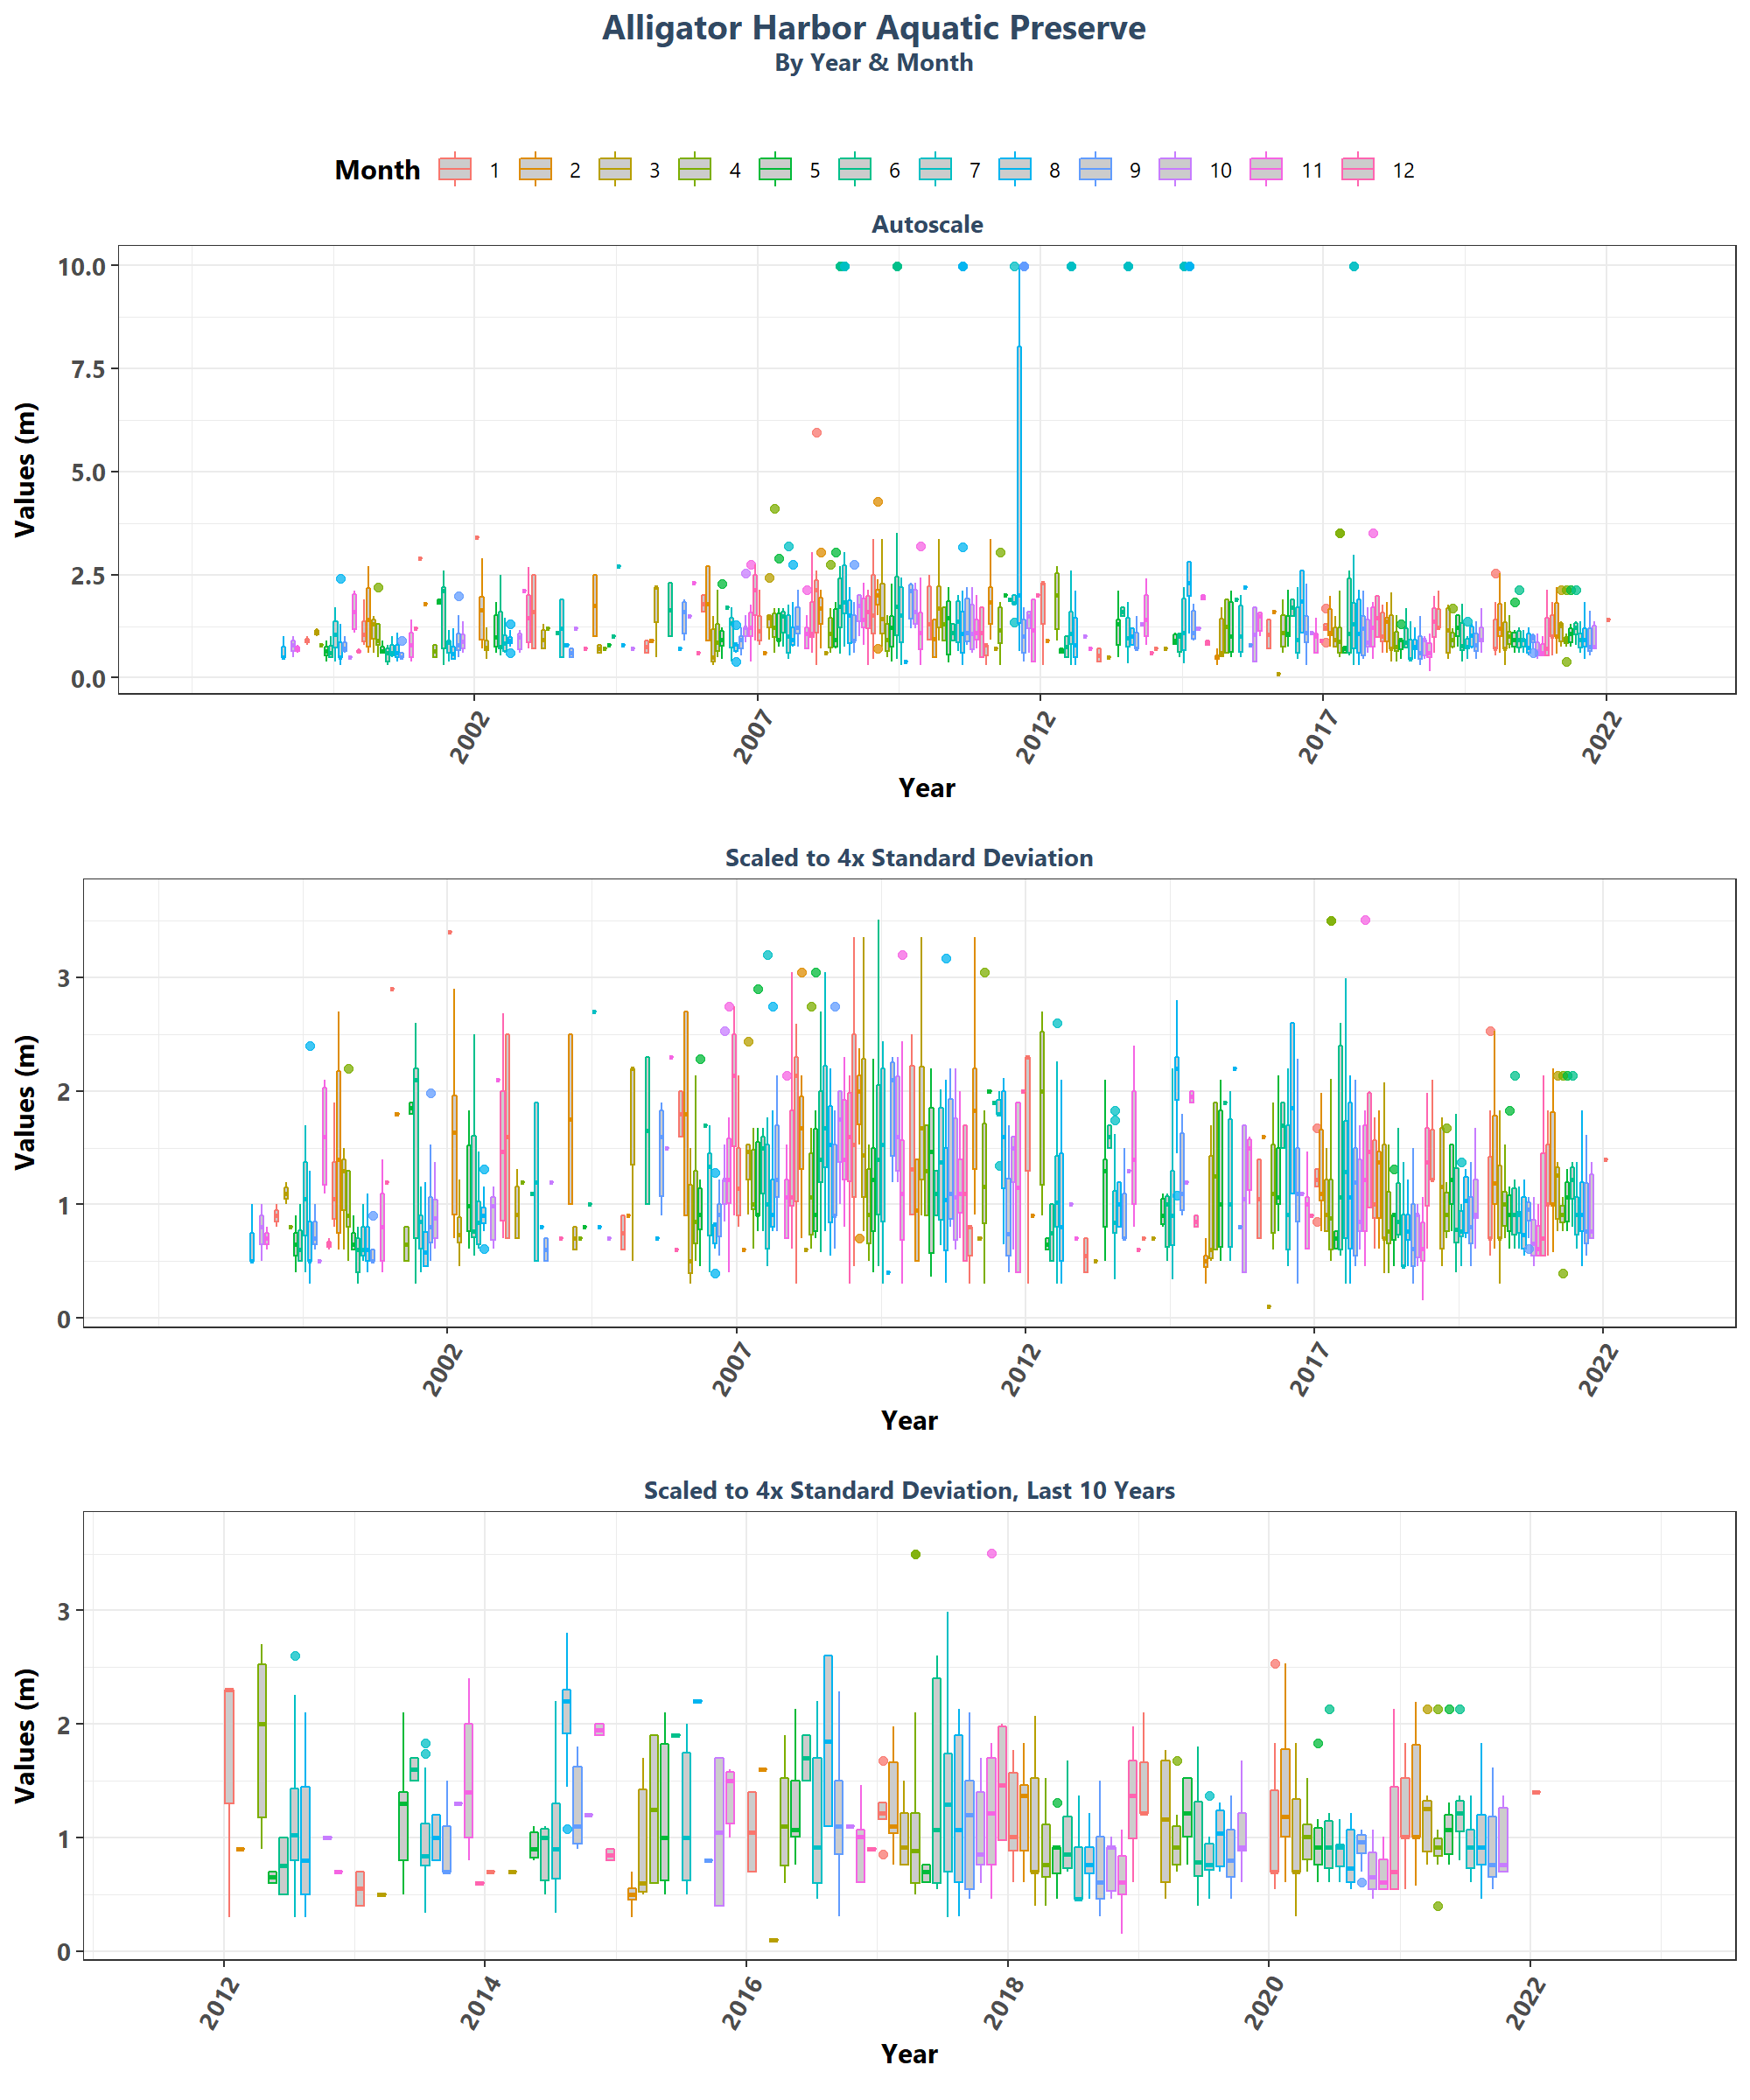 Alligator Harbor Aquatic Preserve
By Year & Month
Month 1 2 3 4 5 6 7 8 9 10 11 12
Autoscale
Values (m)
10.0
7.5
5.0
2.5
0.0
2002 2007 2012 2017 2022
Year
Scaled to 4x Standard Deviation
Values (m)
3
2
1
0
2002 2007 2012 2017 2022
Year
Scaled to 4x Standard Deviation, Last 10 Years
Values (m)
3
2
1
0
2012 2014 2016 2018 2020 2022
Year